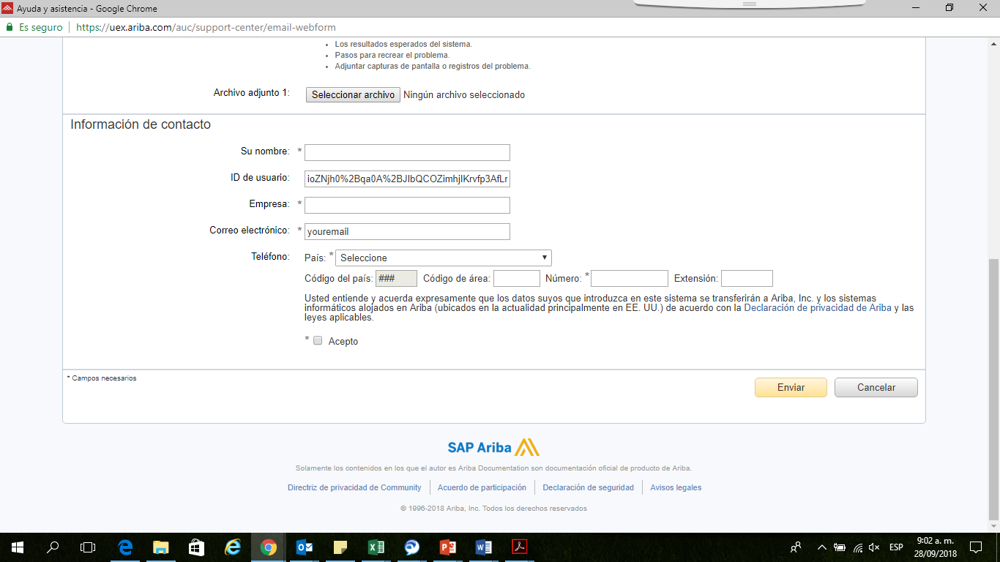 Ayuda y asistencia - Google Chrome
Es seguro https://uex.ariba.com/auc/support-center/email-webform
Los resultados esperados del sistema.
Pasos para recrear el problema.
Adjuntar capturas de pantalla o registros del problema.
Archivo adjunto 1: Seleccionar archivo Ningún archivo seleccionado
Información de contacto
Su nombre: *
ID de usuario:
Empresa: *
Correo electrónico: * youremail
Teléfono: País: * Seleccione
Código del país: ### Código de área: Número: * Extensión:
Usted entiende y acuerda expresamente que los datos suyos que introduzca en este sistema se transferirán a Ariba, Inc. y los sistemas
informáticos alojados en Ariba (ubicados en la actualidad principalmente en EE. UU.) de acuerdo con la Declaración de privacidad de Ariba y las
leyes aplicables.
* Acepto
* Campos necesarios
Enviar Cancelar
SAP Ariba
Solamente los contenidos en los que el autor es Ariba Documentation son documentación oficial de producto de Ariba.
Directriz de privacidad de Community Acuerdo de participación Declaración de seguridad Avisos legales
© 1996-2018 Ariba, Inc. Todos los derechos reservados
ESP 9:02 a. m.
28/09/2018